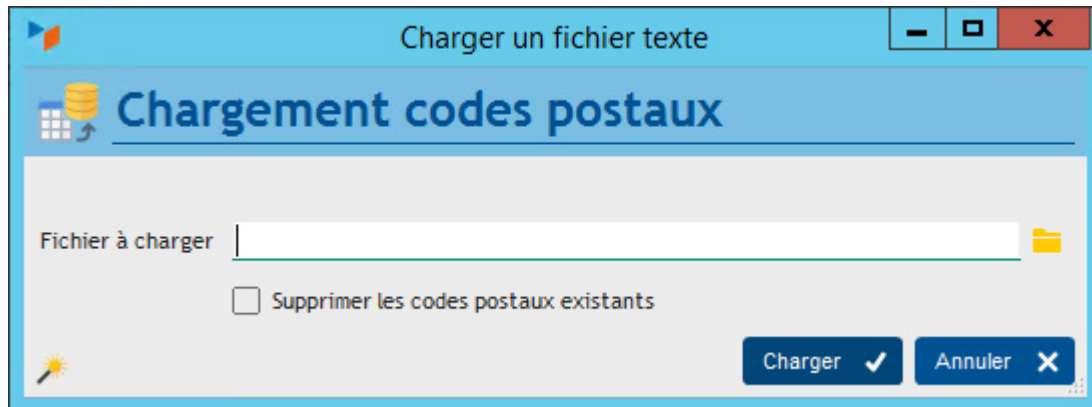 Charger un fichier texte
Chargement codes postaux
Fichier à charger
Supprimer les codes postaux existants
Charger Annuler